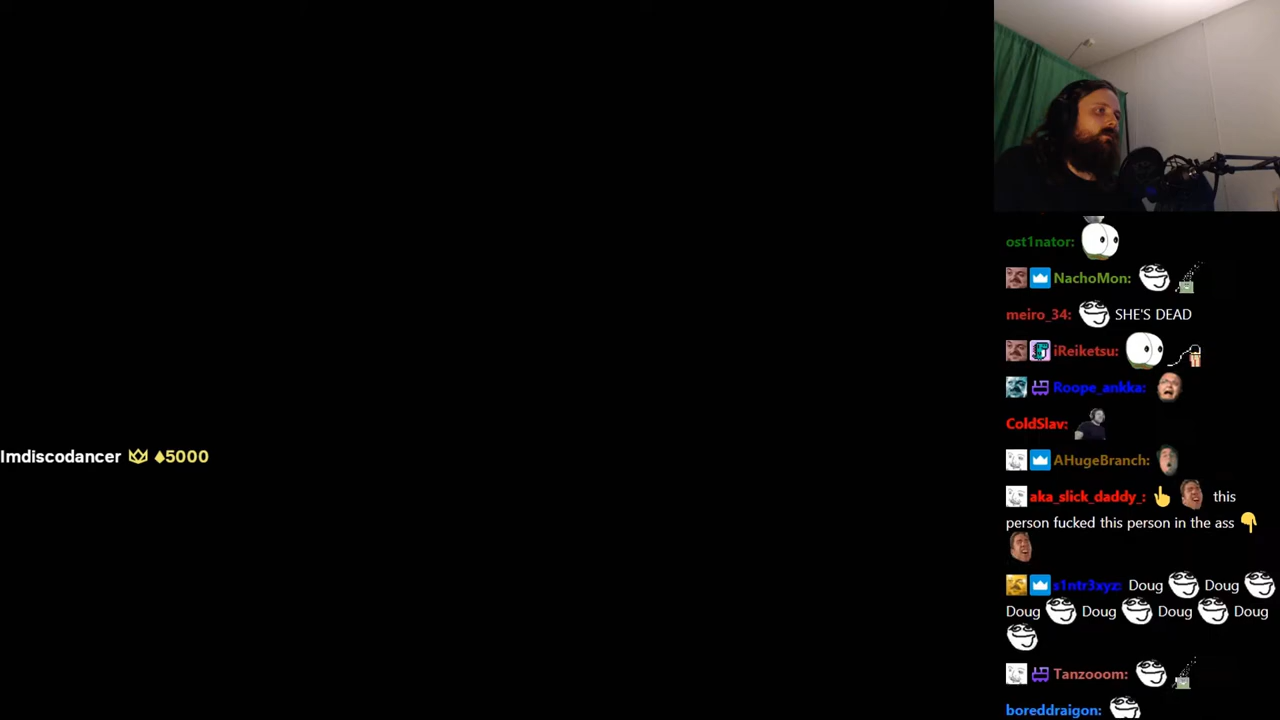 Imdiscodancer 5000
ost1nator:
NachoMon:
meiro_34: SHE'S DEAD
iReiketsu:
Roope_ankka:
ColdSlav:
AHugeBranch:
aka_slick_daddy_: this
person fucked this person in the ass
s1ntr3xyz: Doug Doug
Doug Doug Doug Doug
Tanzooom:
boreddraigon: